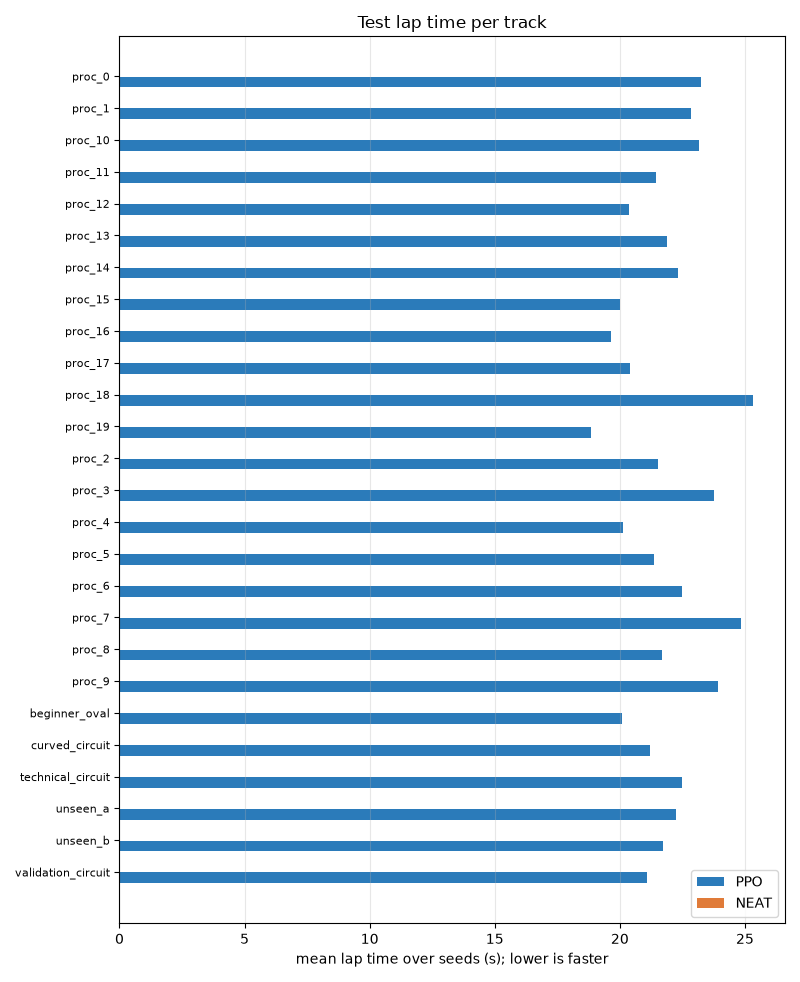 Test lap time per track
proc_0
proc_1
proc_10
proc_11
proc_12
proc_13
proc_14
proc_15
proc_16
proc_17
proc_18
proc_19
proc_2
proc_3
proc_4
proc_5
proc_6
proc_7
proc_8
proc_9
beginner_oval
curved_circuit
technical_circuit
unseen_a
unseen_b
validation_circuit
PPO
NEAT
0 5 10 15 20 25
mean lap time over seeds (s); lower is faster